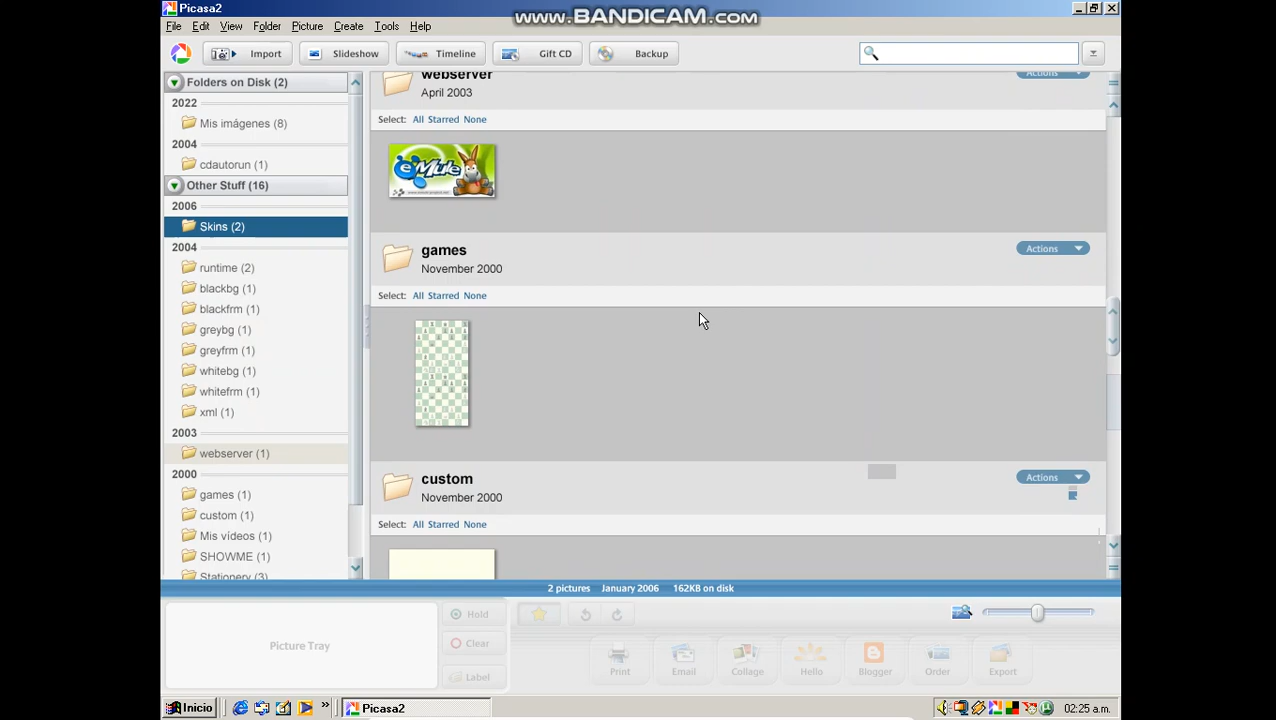 Picasa2
www.BANDICAM.com
File Edit View Folder Picture Create Tools Help
Import Slideshow Timeline Gift CD Backup
Folders on Disk (2)
2022
Mis imágenes (8)
2004
cdautorun (1)
Other Stuff (16)
2006
Skins (2)
2004
runtime (2)
blackbg (1)
blackfrm (1)
greybg (1)
greyfrm (1)
whitebg (1)
whitefrm (1)
xml (1)
2003
webserver (1)
2000
games (1)
custom (1)
Mis vídeos (1)
SHOWME (1)
Stationery (3)
webserver
Actions
April 2003
Select: All Starred None
eMule
games
Actions
November 2000
Select: All Starred None
custom
Actions
November 2000
Select: All Starred None
2 pictures January 2006 162KB on disk
Picture Tray
Hold
Clear
Label
Print Email Collage Hello Blogger Order Export
Inicio
Picasa2
02:25 a.m.